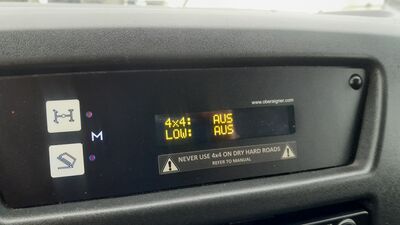 www.oberaigner.com
4x4: AUS
LOW: AUS
M
NEVER USE 4x4 ON DRY HARD ROADS
REFER TO MANUAL